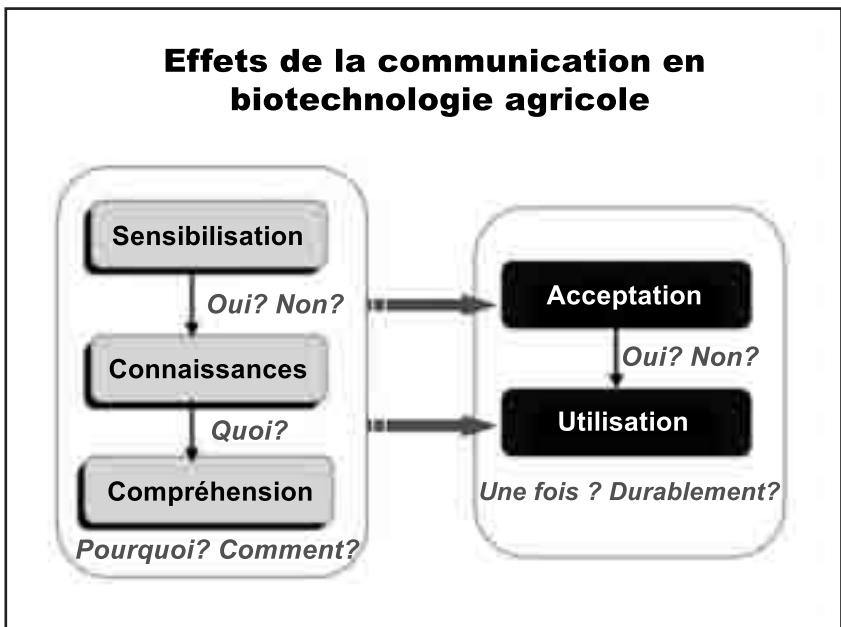 Effets de la communication en
biotechnologie agricole
Sensibilisation
Oui? Non?
Connaissances
Quoi?
Compréhension
Pourquoi? Comment?
Acceptation
Oui? Non?
Utilisation
Une fois ? Durablement?